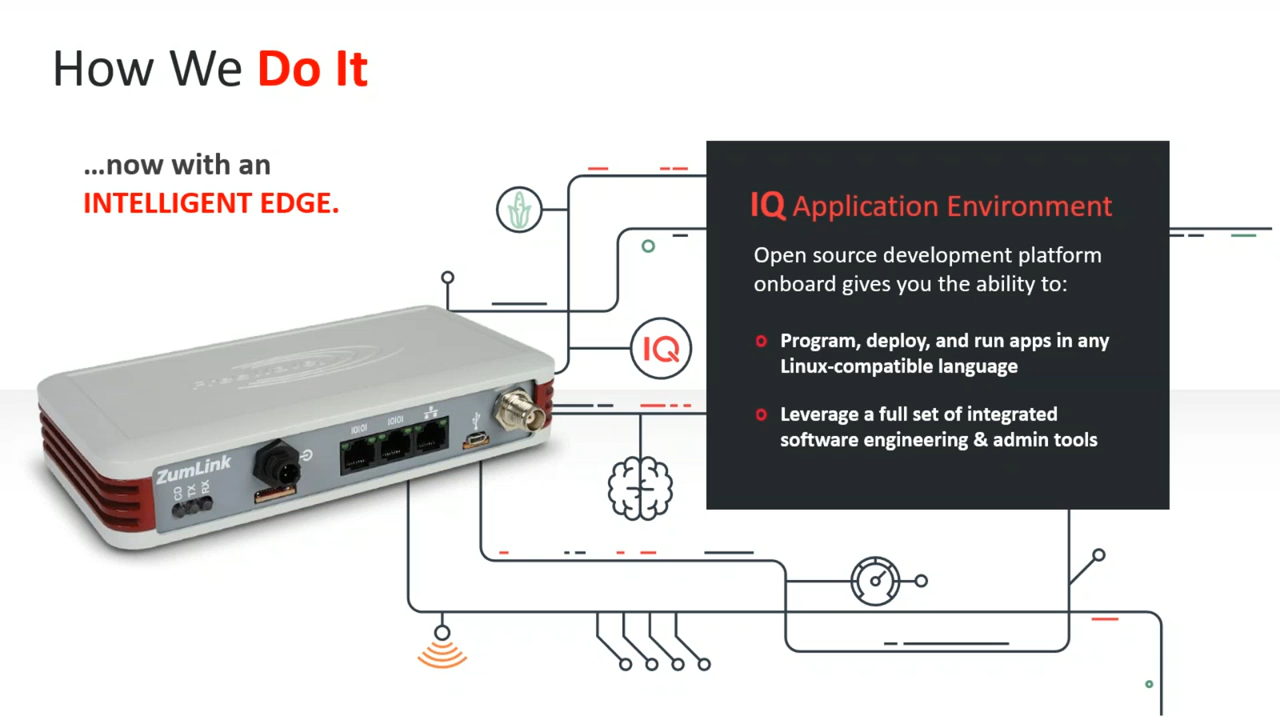 How We Do It
...now with an
INTELLIGENT EDGE.
IQ Application Environment
Open source development platform
onboard gives you the ability to:
Program, deploy, and run apps in any
Linux-compatible language
Leverage a full set of integrated
software engineering & admin tools
IQ
FreeWave
ZumLink
CD
TX
RX
IOIOI
IOIOI